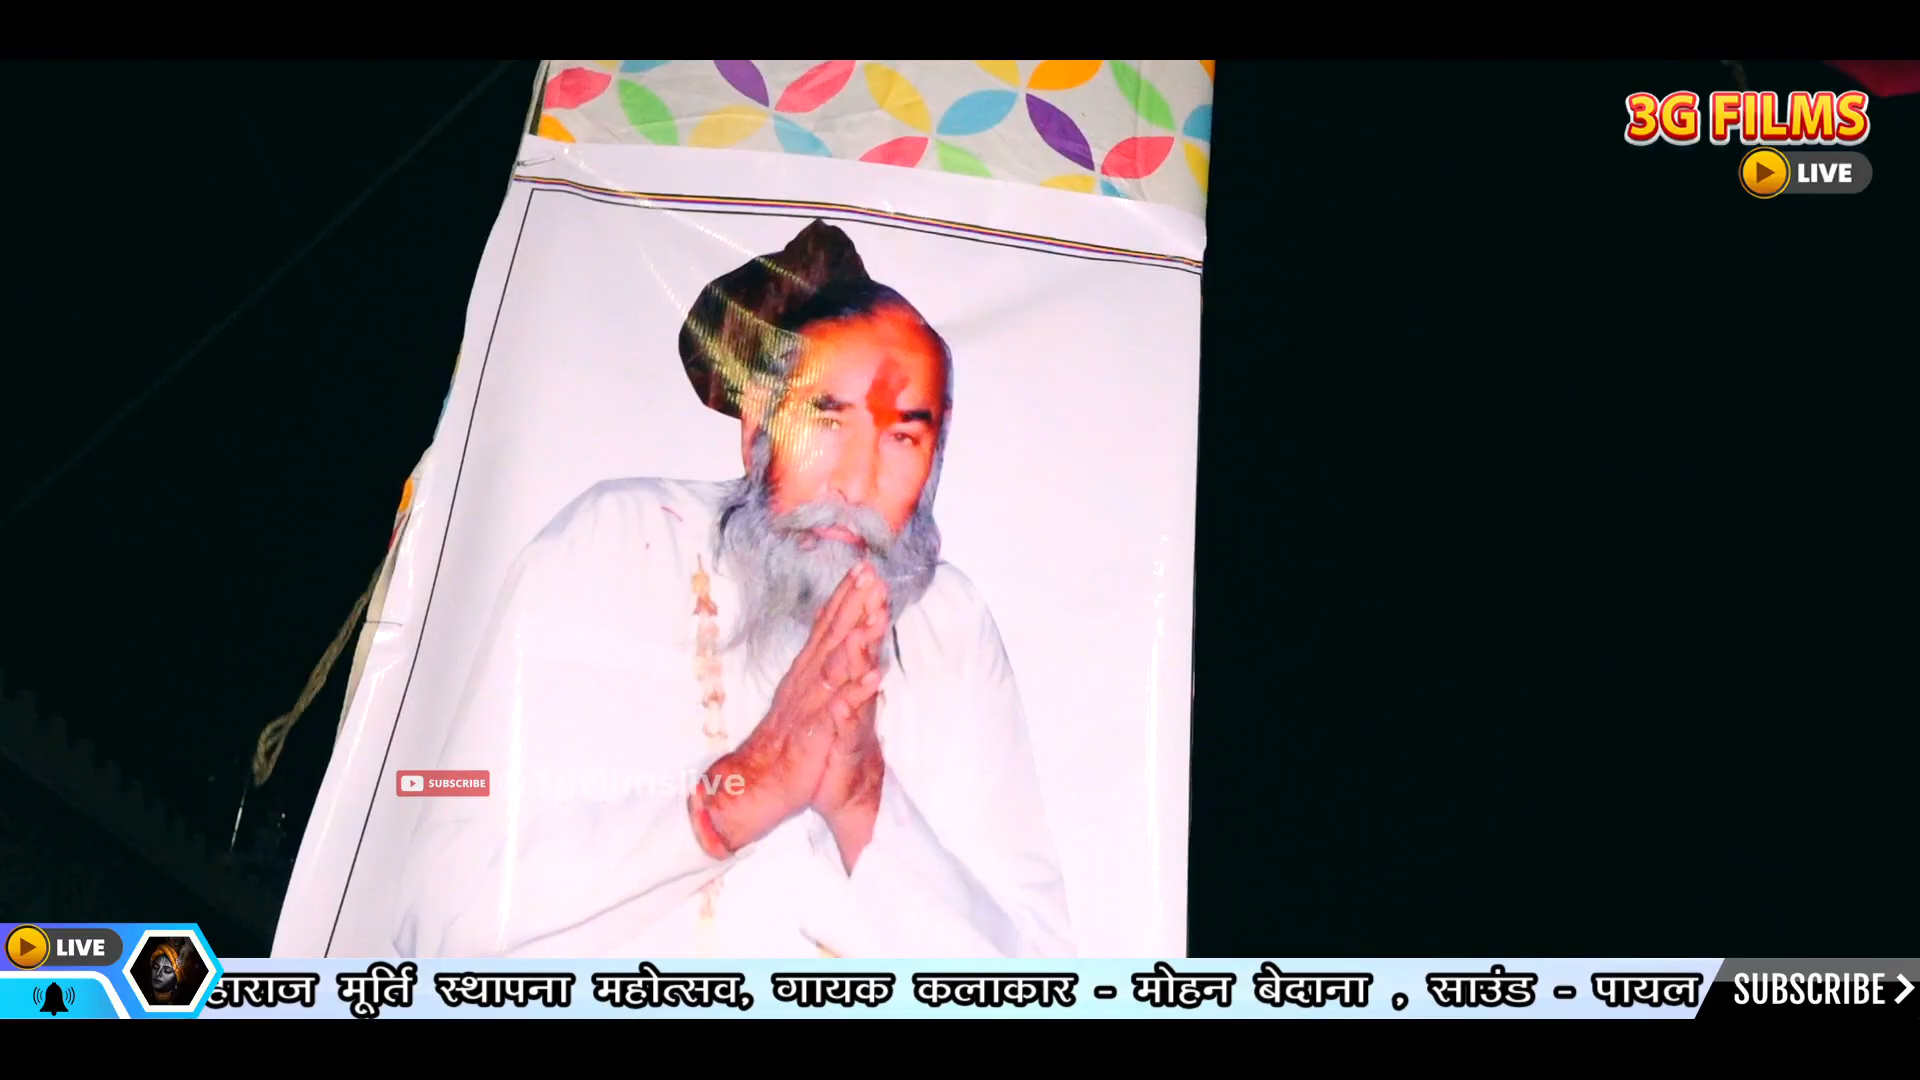 3G FILMS
LIVE
SUBSCRIBE
LIVE
मूर्ति स्थापना महोत्सव, गायक कलाकार - मोहन बेदाना , साउंड - पायल
SUBSCRIBE